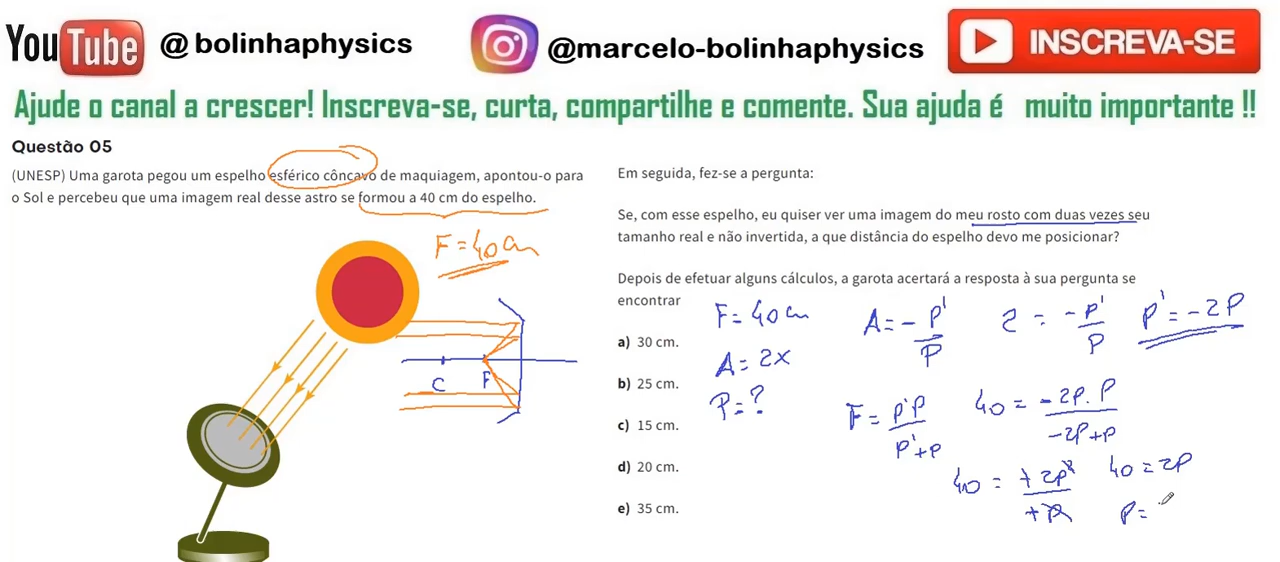 YouTube @ bolinhaphysics @marcelo-bolinhaphysics INSCREVA-SE
Ajude o canal a crescer! Inscreva-se, curta, compartilhe e comente. Sua ajuda é muito importante !!
Questão 05
(UNESP) Uma garota pegou um espelho esférico côncavo de maquiagem, apontou-o para
o Sol e percebeu que uma imagem real desse astro se formou a 40 cm do espelho.
F = 40 cm
C F
Em seguida, fez-se a pergunta:
Se, com esse espelho, eu quiser ver uma imagem do meu rosto com duas vezes seu
tamanho real e não invertida, a que distância do espelho devo me posicionar?
Depois de efetuar alguns cálculos, a garota acertará a resposta à sua pergunta se
encontrar
a) 30 cm.
b) 25 cm.
c) 15 cm.
d) 20 cm.
e) 35 cm.
F = 40 cm
A = 2x
P = ?
A = - P'/P
2 = - P'/P
P' = - 2P
F = P'P/P'+P
40 = -2P.P/-2P+P
40 = +2P²/+P
40 = 2P
P =